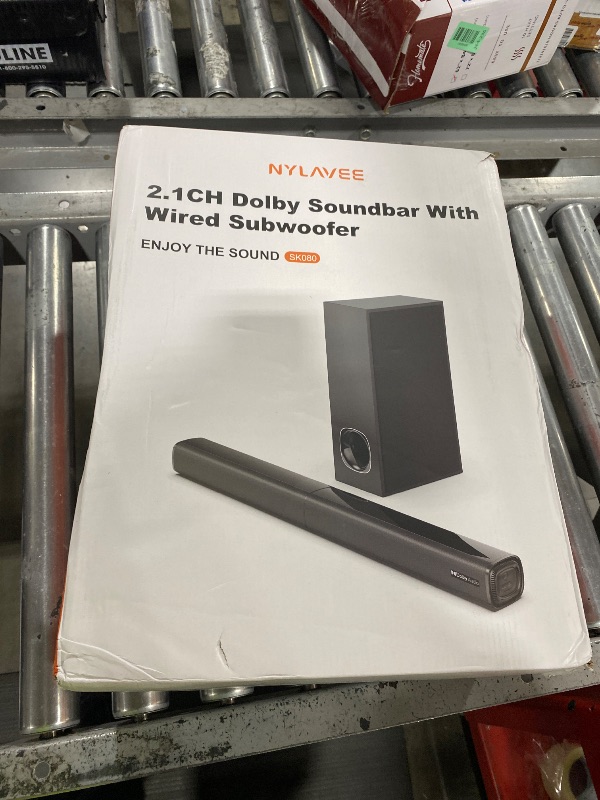 LINE
NYLAVEE
2.1CH Dolby Soundbar With
Wired Subwoofer
ENJOY THE SOUND SK080